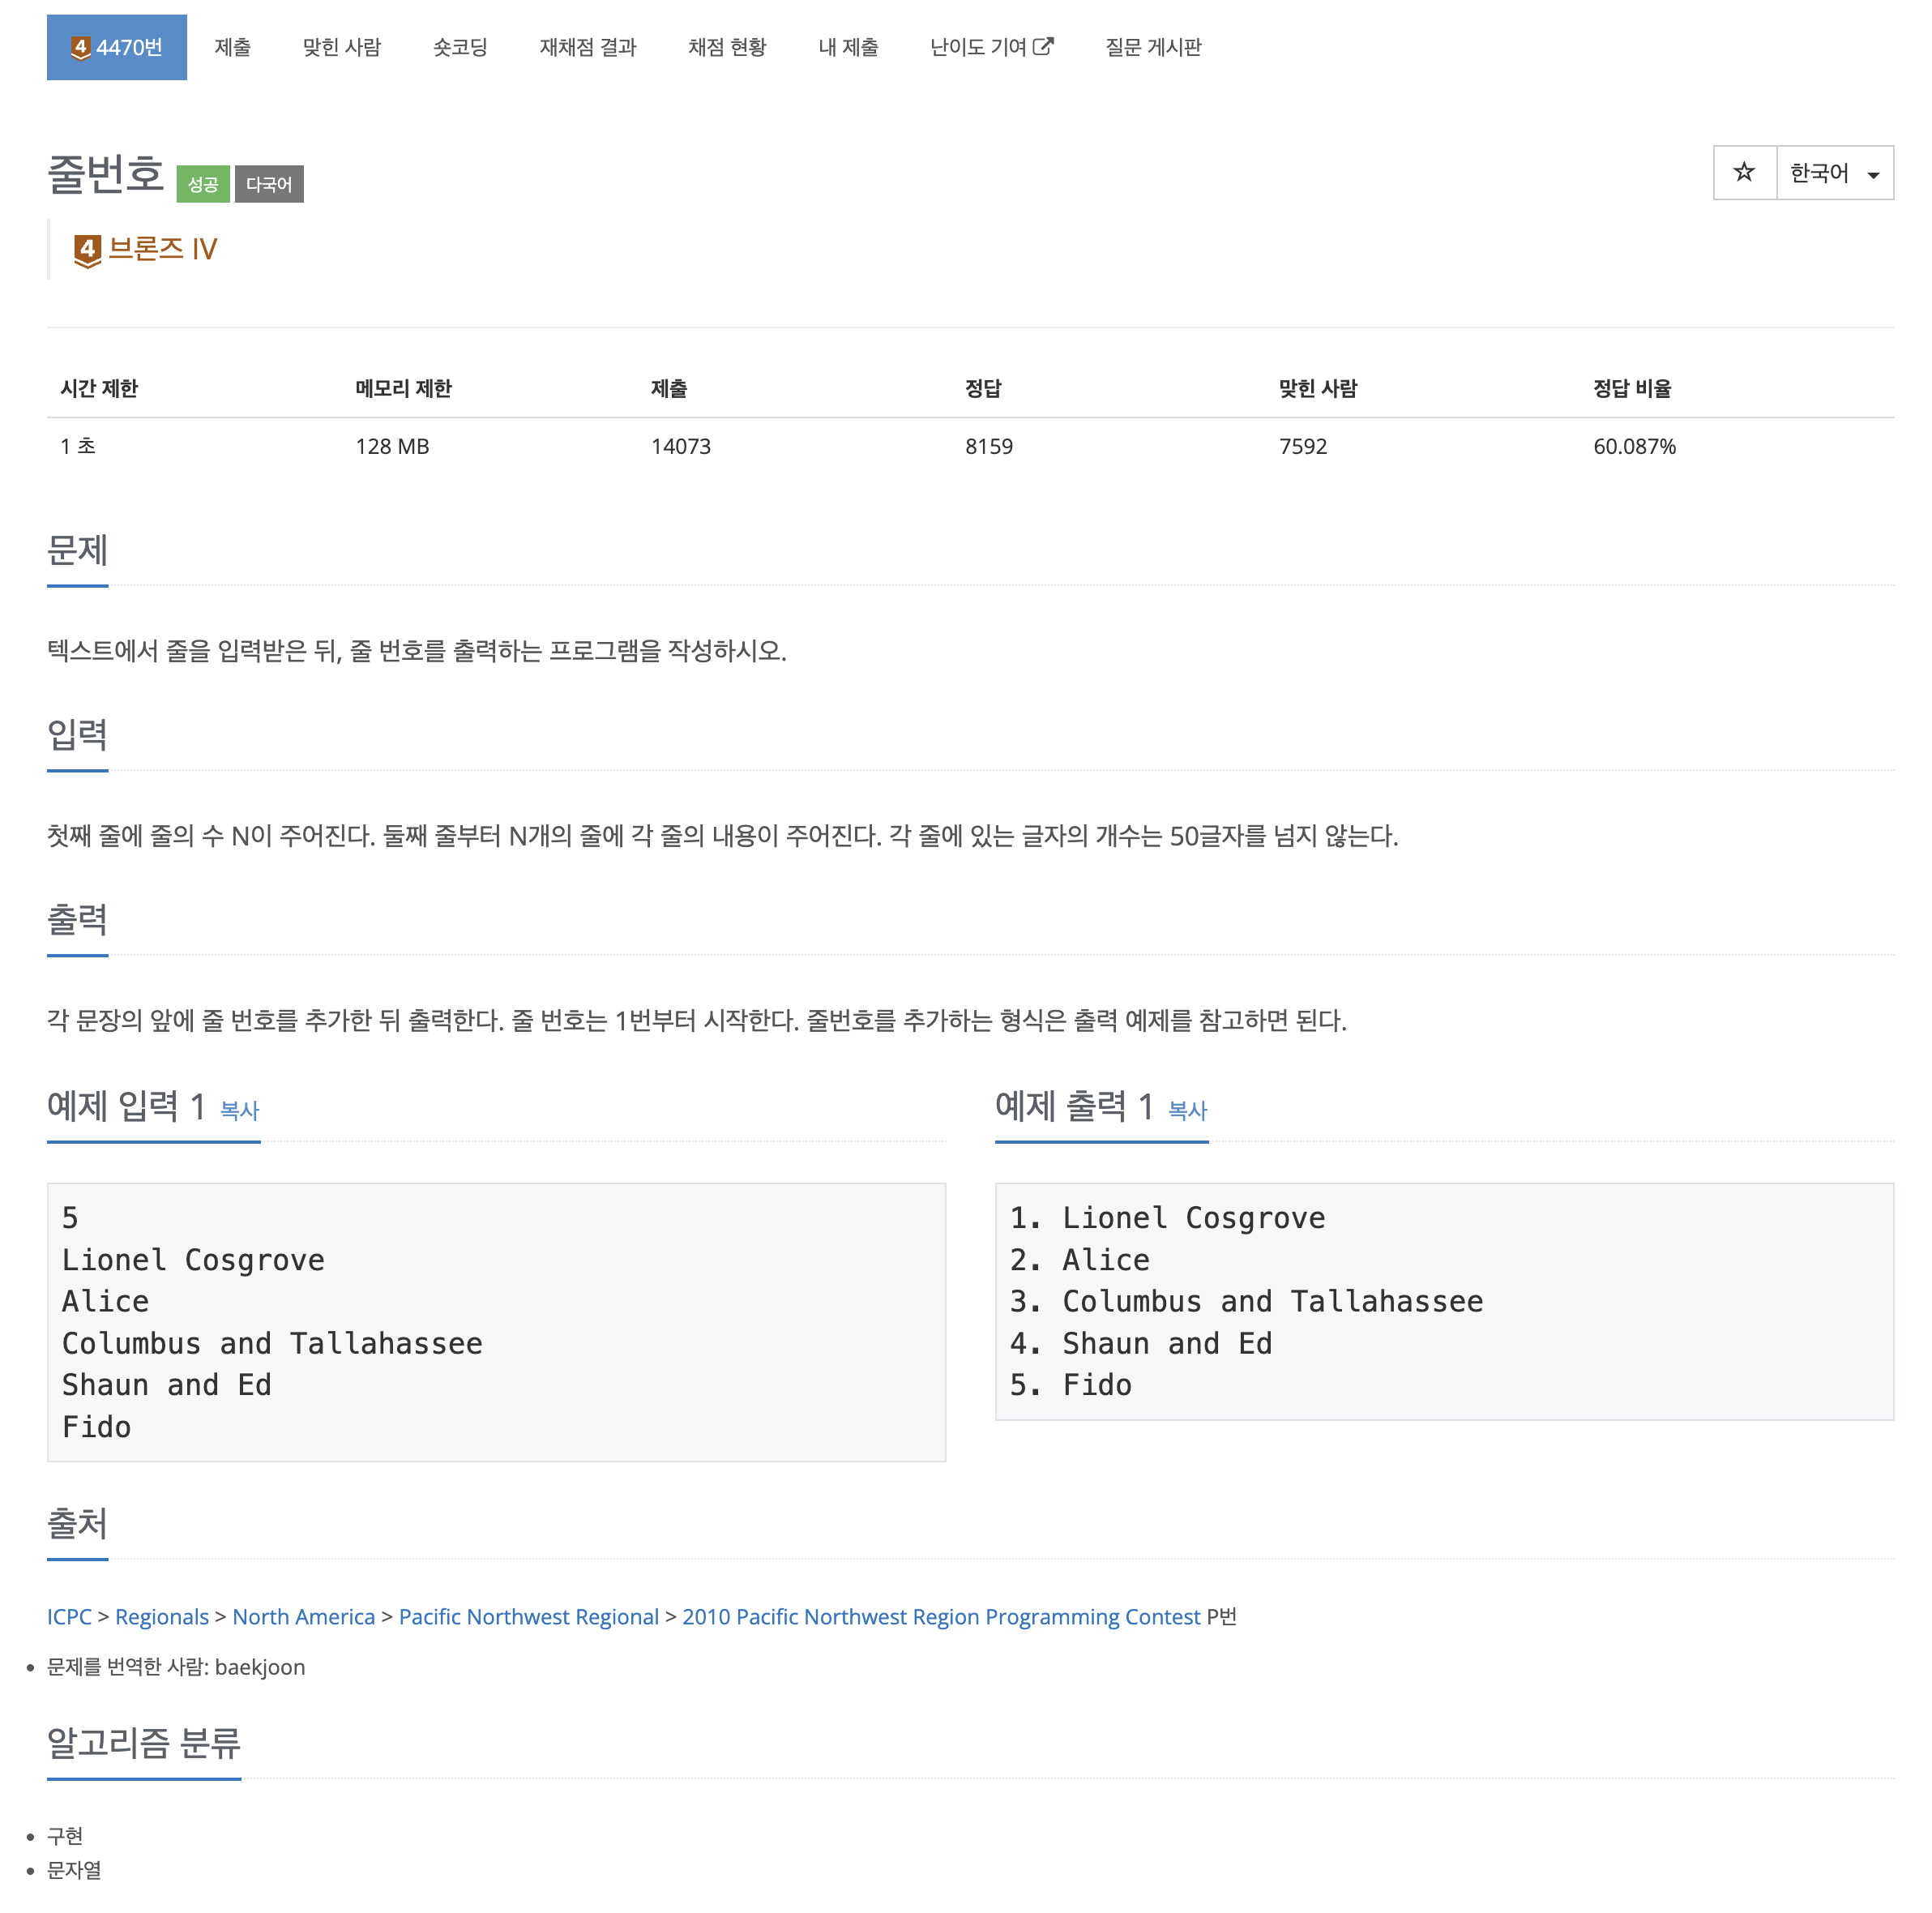 4 4470번 제출 맞힌 사람 숏코딩 재채점 결과 채점 현황 내 제출 난이도 기여 질문 게시판
줄번호 성공 다국어 ☆ 한국어
4 브론즈 IV
시간 제한 메모리 제한 제출 정답 맞힌 사람 정답 비율
1 초 128 MB 14073 8159 7592 60.087%
문제
텍스트에서 줄을 입력받은 뒤, 줄 번호를 출력하는 프로그램을 작성하시오.
입력
첫째 줄에 줄의 수 N이 주어진다. 둘째 줄부터 N개의 줄에 각 줄의 내용이 주어진다. 각 줄에 있는 글자의 개수는 50글자를 넘지 않는다.
출력
각 문장의 앞에 줄 번호를 추가한 뒤 출력한다. 줄 번호는 1번부터 시작한다. 줄번호를 추가하는 형식은 출력 예제를 참고하면 된다.
예제 입력 1 복사
5
Lionel Cosgrove
Alice
Columbus and Tallahassee
Shaun and Ed
Fido
예제 출력 1 복사
1. Lionel Cosgrove
2. Alice
3. Columbus and Tallahassee
4. Shaun and Ed
5. Fido
출처
ICPC > Regionals > North America > Pacific Northwest Regional > 2010 Pacific Northwest Region Programming Contest P번
• 문제를 번역한 사람: baekjoon
알고리즘 분류
• 구현
• 문자열